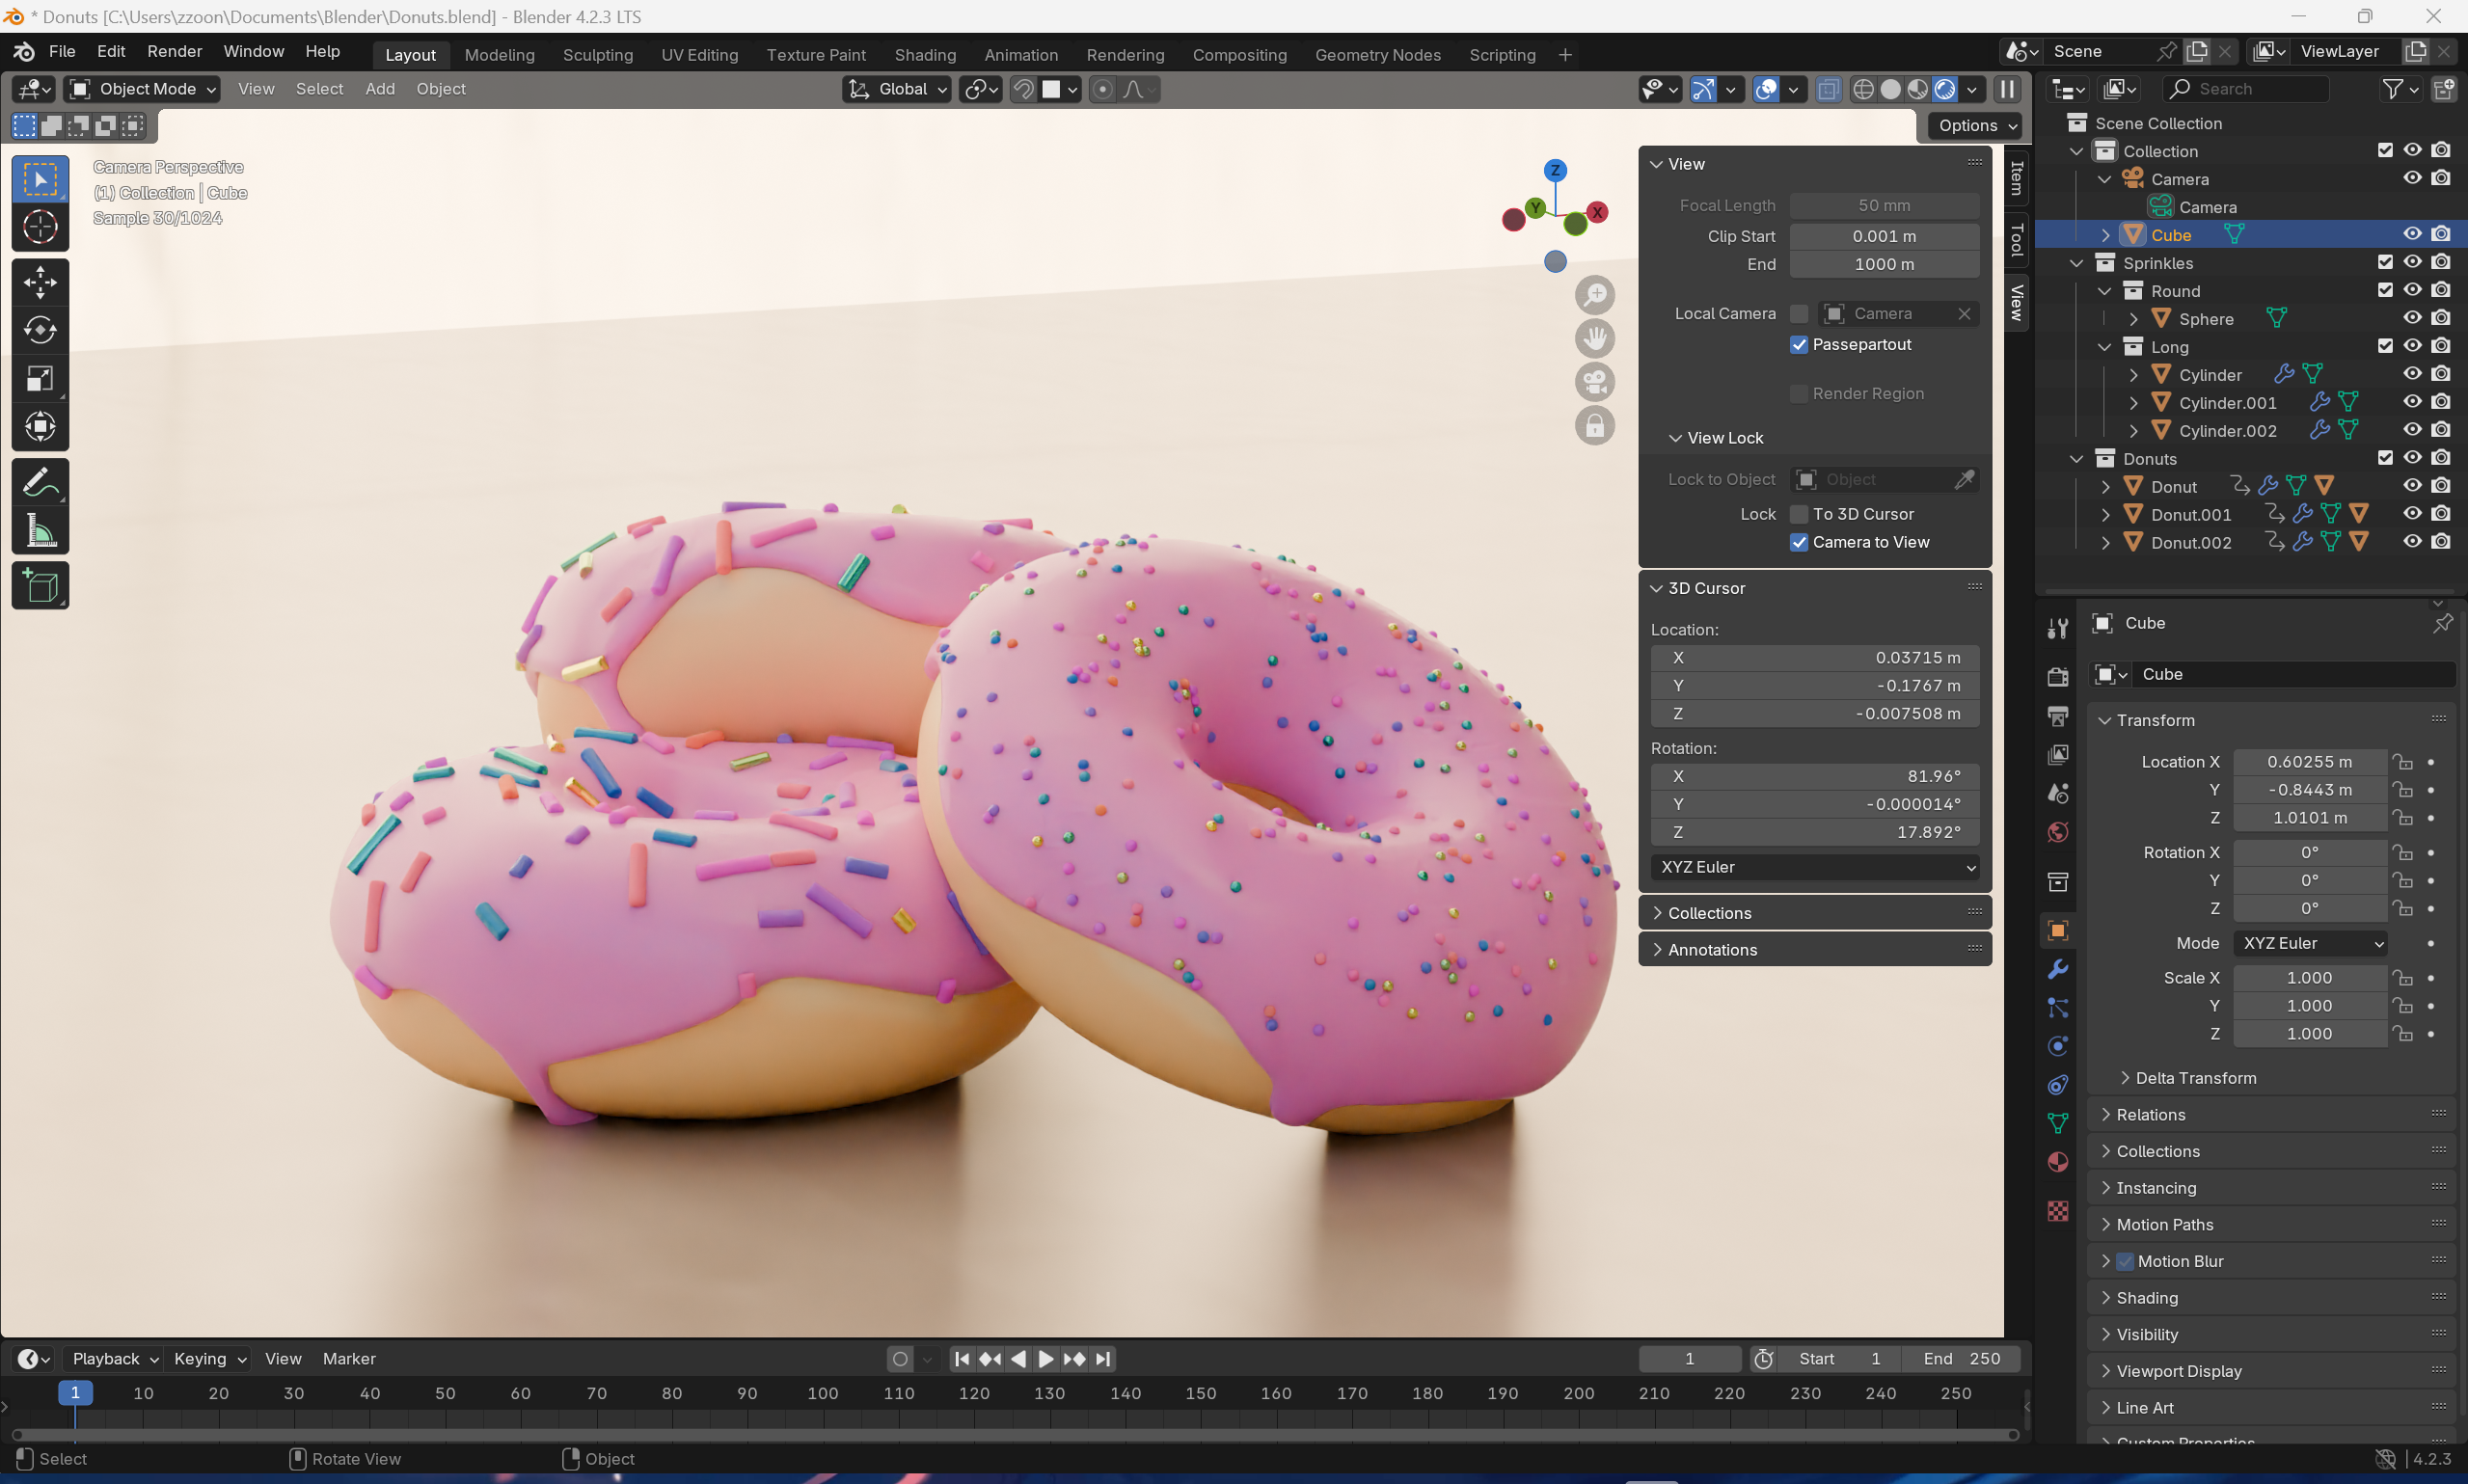 * Donuts [C:\Users\zzoon\Documents\Blender\Donuts.blend] - Blender 4.2.3 LTS
File Edit Render Window Help Layout Modeling Sculpting UV Editing Texture Paint Shading Animation Rendering Compositing Geometry Nodes Scripting + Scene ViewLayer
Object Mode View Select Add Object Global Search
Options
Camera Perspective
(1) Collection | Cube
Sample 30/1024
Z
Y
X
View
Focal Length 50 mm
Clip Start 0.001 m
End 1000 m
Local Camera Camera
Passepartout
Render Region
View Lock
Lock to Object Object
Lock To 3D Cursor
Camera to View
3D Cursor
Location:
X 0.03715 m
Y -0.1767 m
Z -0.007508 m
Rotation:
X 81.96°
Y -0.000014°
Z 17.892°
XYZ Euler
Collections
Annotations
Item
Tool
View
Scene Collection
Collection
Camera
Camera
Cube
Sprinkles
Round
Sphere
Long
Cylinder
Cylinder.001
Cylinder.002
Donuts
Donut
Donut.001
Donut.002
Cube
Cube
Transform
Location X 0.60255 m
Y -0.8443 m
Z 1.0101 m
Rotation X 0°
Y 0°
Z 0°
Mode XYZ Euler
Scale X 1.000
Y 1.000
Z 1.000
Delta Transform
Relations
Collections
Instancing
Motion Paths
Motion Blur
Shading
Visibility
Viewport Display
Line Art
Custom Properties
Playback Keying View Marker 1 Start 1 End 250
1 10 20 30 40 50 60 70 80 90 100 110 120 130 140 150 160 170 180 190 200 210 220 230 240 250
Select Rotate View Object 4.2.3